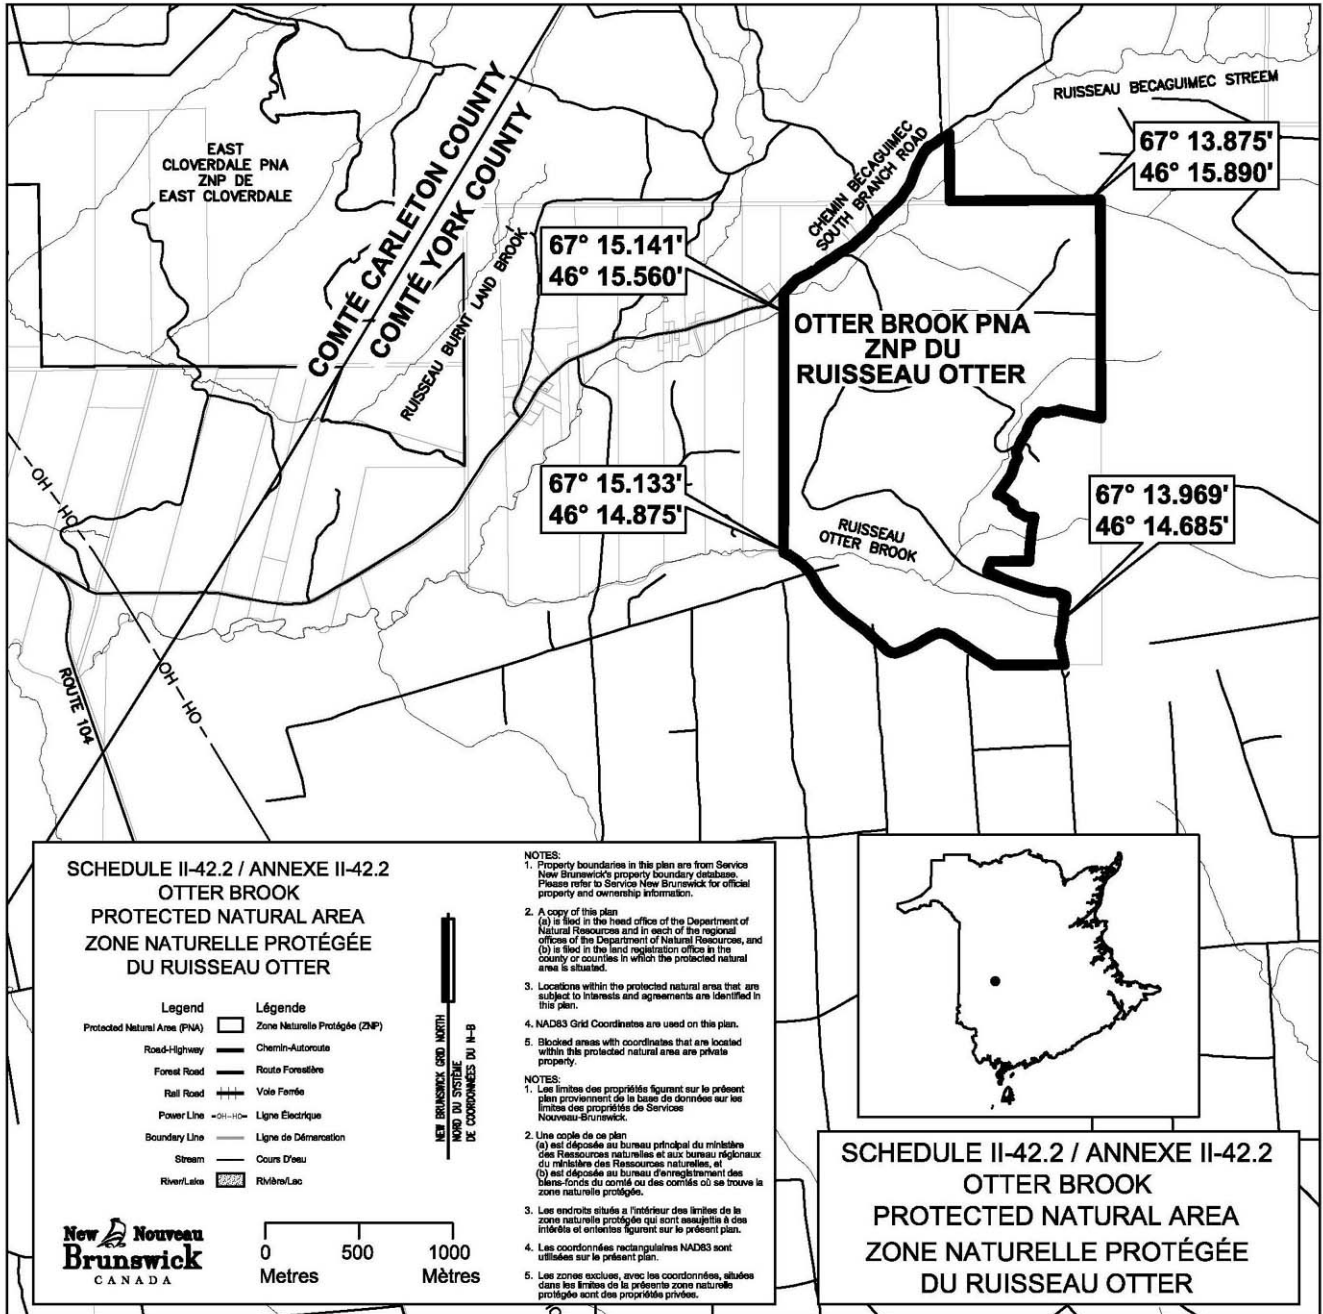 RUISSEAU BECAGUIMEC STREEM
EAST
CLOVERDALE PNA
ZNP DE
EAST CLOVERDALE
COMTÉ CARLETON COUNTY
COMTÉ YORK COUNTY
RUISSEAU BURNT LAND BROOK
CHEMIN BECAGUIMEC
SOUTH BRANCH ROAD
67° 13.875'
46° 15.890'
67° 15.141'
46° 15.560'
OTTER BROOK PNA
ZNP DU
RUISSEAU OTTER
67° 15.133'
46° 14.875'
67° 13.969'
46° 14.685'
RUISSEAU
OTTER BROOK
OH — HO
OH — HO
ROUTE 104
SCHEDULE II-42.2 / ANNEXE II-42.2
OTTER BROOK
PROTECTED NATURAL AREA
ZONE NATURELLE PROTÉGÉE
DU RUISSEAU OTTER
Legend Légende
Protected Natural Area (PNA) Zone Naturelle Protégée (ZNP)
Road-Highway Chemin-Autoroute
Forest Road Route Forestière
Rail Road Voie Ferrée
Power Line -OH-HO- Ligne Électrique
Boundary Line Ligne de Démarcation
Stream Cours D'eau
River/Lake Rivière/Lac
NEW BRUNSWICK GRID NORTH
NORD DU SYSTÈME
DE COORDONNÉES DU N-B
New Nouveau
Brunswick
CANADA
0 500 1000
Metres Mètres
NOTES:
1. Property boundaries in this plan are from Service
New Brunswick's property boundary database.
Please refer to Service New Brunswick for official
property and ownership information.
2. A copy of this plan
(a) is filed in the head office of the Department of
Natural Resources and in each of the regional
offices of the Department of Natural Resources, and
(b) is filed in the land registration office in the
county or counties in which the protected natural
area is situated.
3. Locations within the protected natural area that are
subject to interests and agreements are identified in
this plan.
4. NAD83 Grid Coordinates are used on this plan.
5. Blocked areas with coordinates that are located
within this protected natural area are private
property.
NOTES:
1. Les limites des propriétés figurant sur le présent
plan proviennent de la base de données sur les
limites des propriétés de Services
Nouveau-Brunswick.
2. Une copie de ce plan
(a) est déposée au bureau principal du ministère
des Ressources naturelles et aux bureau régionaux
du ministère des Ressources naturelles, et
(b) est déposée au bureau d'enregistrement des
biens-fonds du comté ou des comtés où se trouve la
zone naturelle protégée.
3. Les endroits situés a l'intérieur des limites de la
zone naturelle protégée qui sont assujettis à des
intérêts et ententes figurent sur le présent plan.
4. Les coordonnées rectangulaires NAD83 sont
utilisées sur le présent plan.
5. Les zones exclues, avec les coordonnées, situées
dans les limites de la présente zone naturelle
protégée sont des propriétés privées.
SCHEDULE II-42.2 / ANNEXE II-42.2
OTTER BROOK
PROTECTED NATURAL AREA
ZONE NATURELLE PROTÉGÉE
DU RUISSEAU OTTER